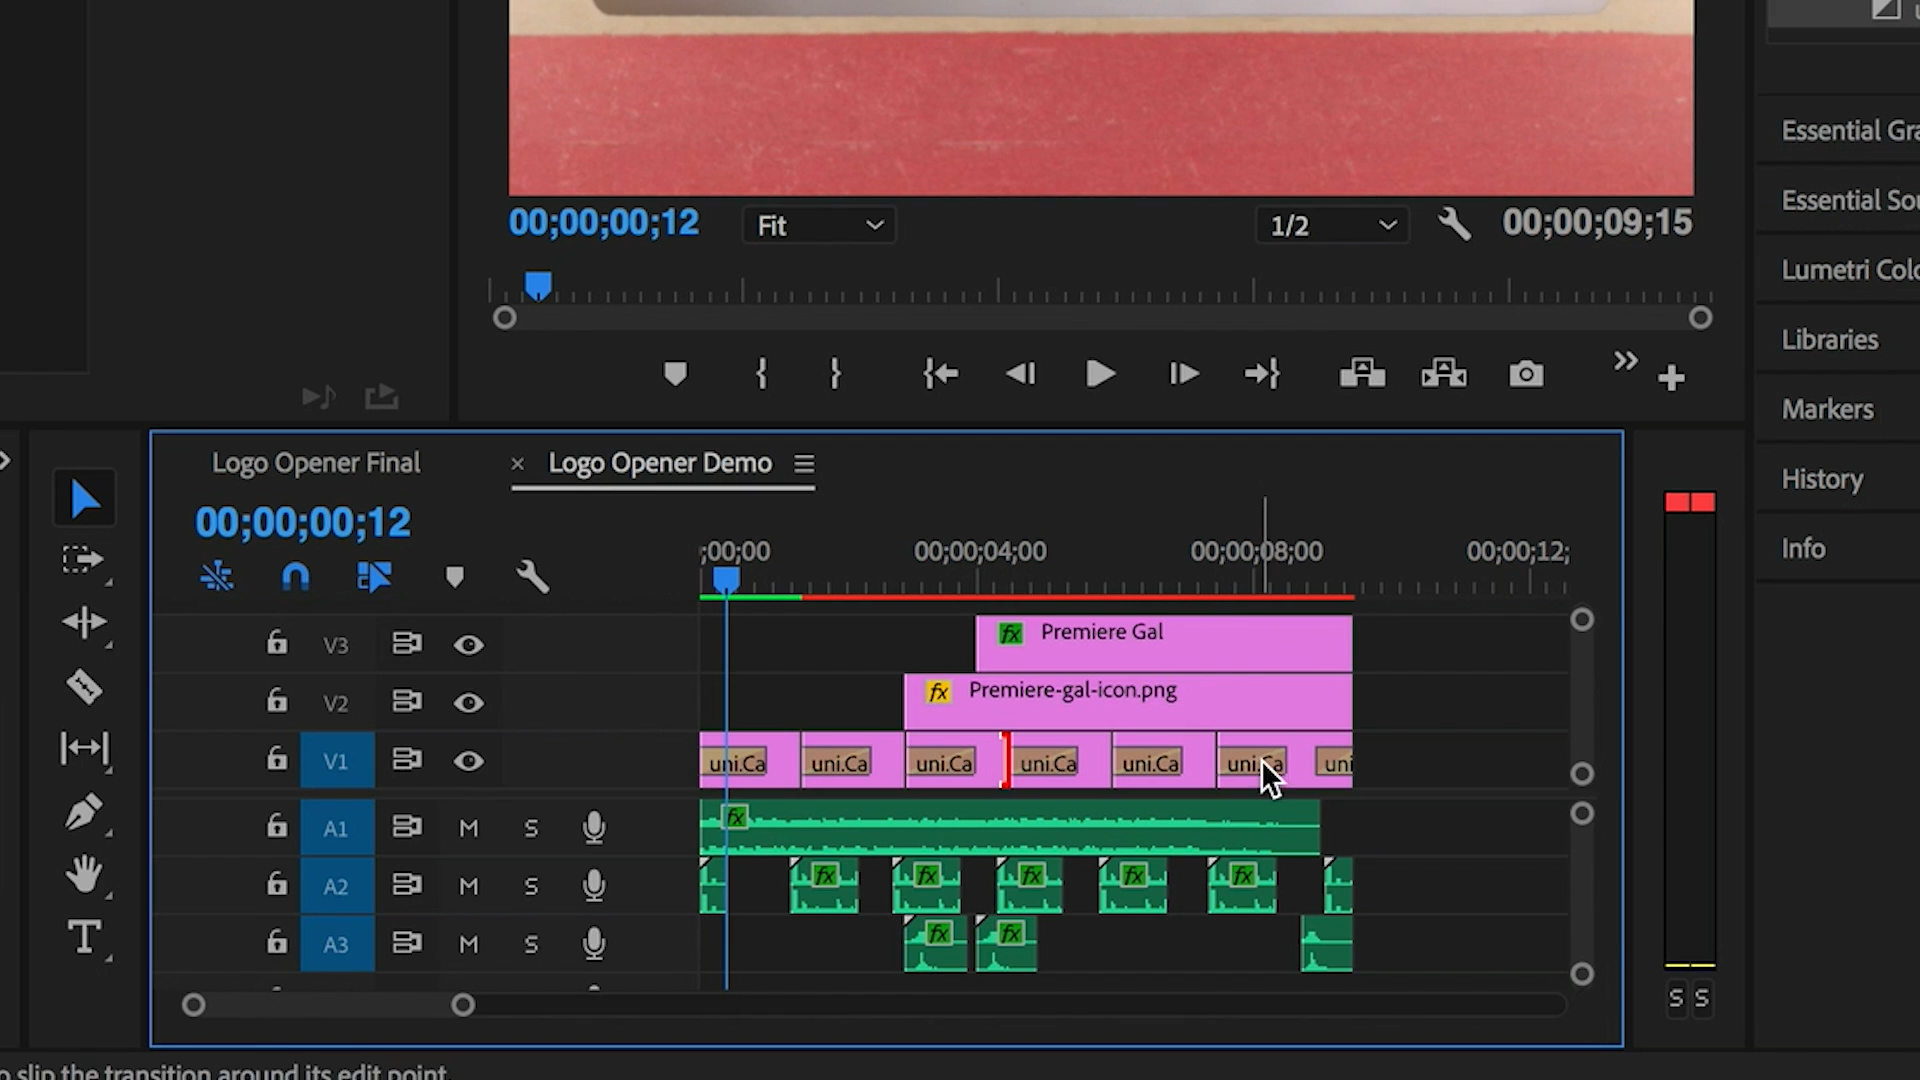 00;00;00;12
Fit
1/2
00;00;09;15
Essential Gra
Essential Sou
Lumetri Colo
Libraries
Markers
History
Info
Logo Opener Final
× Logo Opener Demo
00;00;00;12
;00;00
00;00;04;00
00;00;08;00
00;00;12;
V3
fx Premiere Gal
V2
fx Premiere-gal-icon.png
V1
uni.Ca uni.Ca uni.Ca uni.Ca uni.Ca uni.Ca uni
A1 M S
fx
A2 M S
fx fx fx fx fx
A3 M S
fx fx
S S
o slip the transition around its edit point.